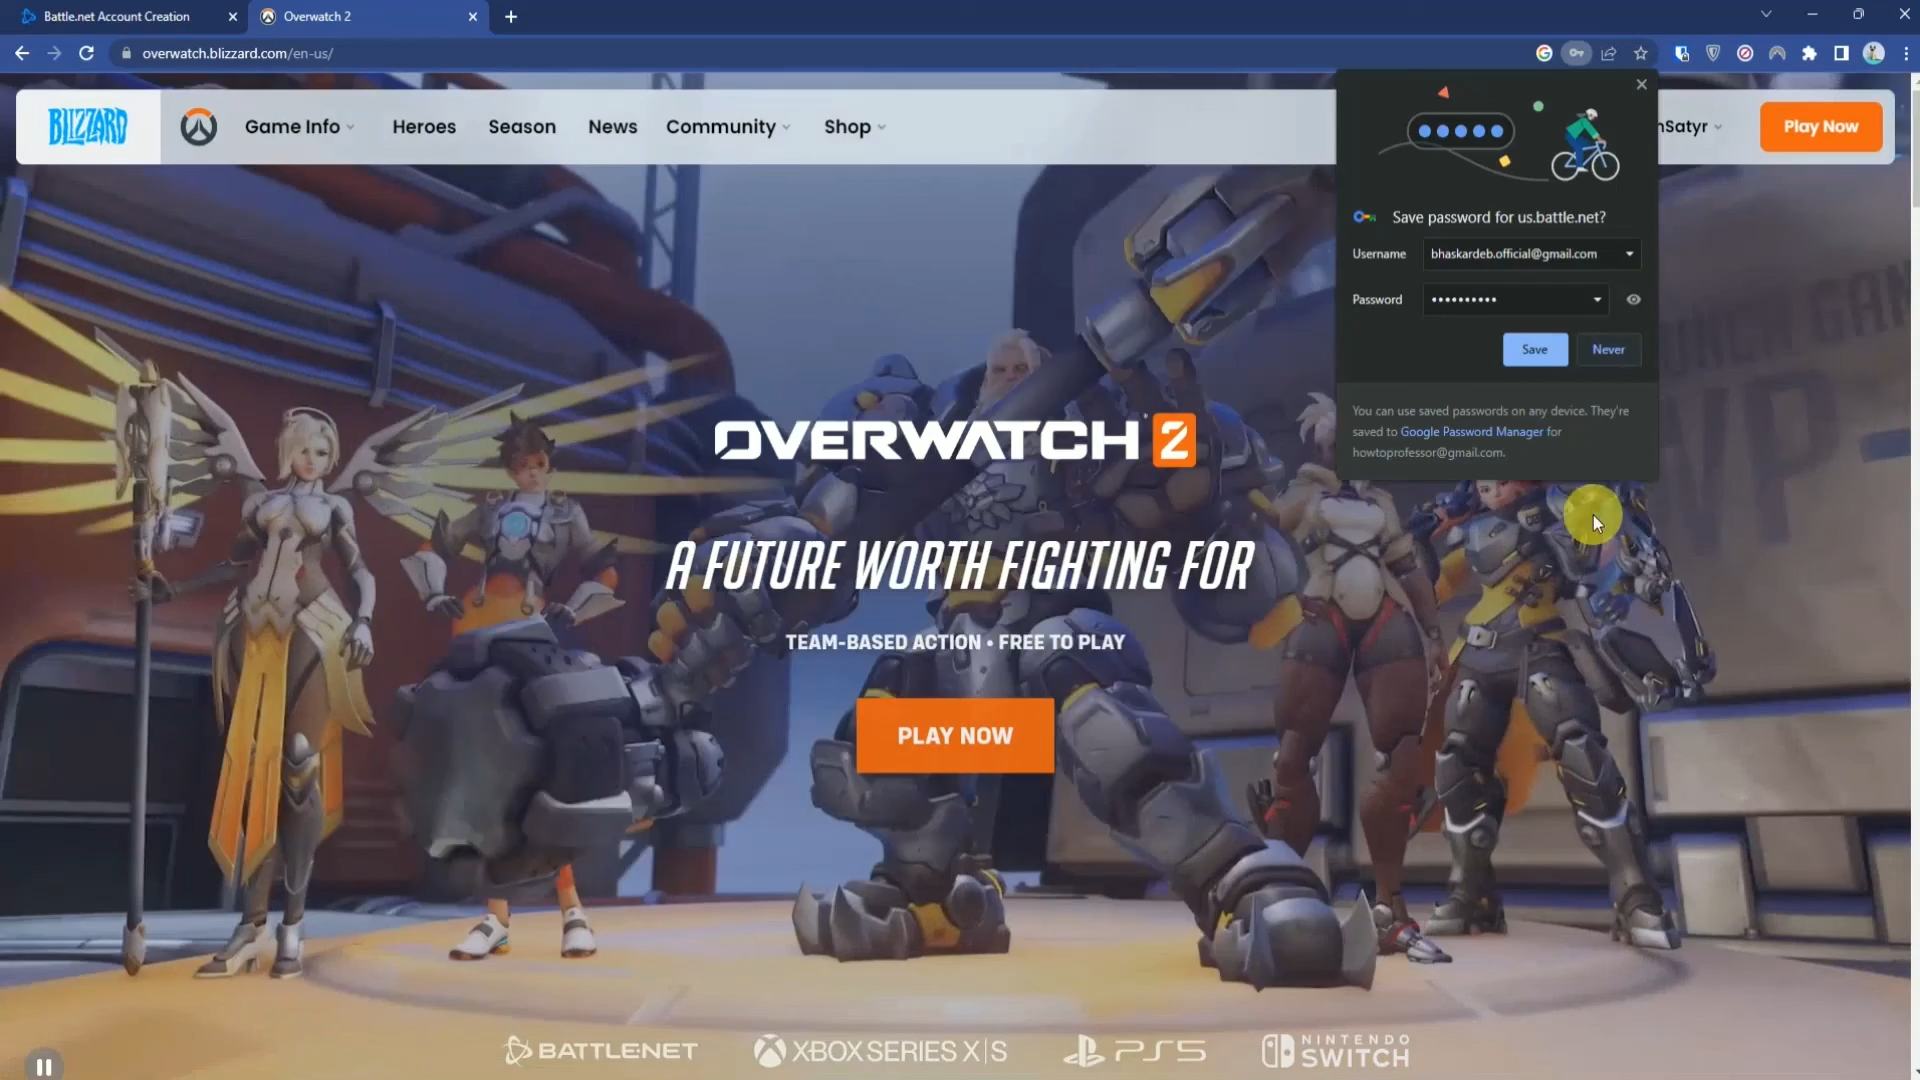 Battle.net Account Creation
Overwatch 2
overwatch.blizzard.com/en-us/
BLIZZARD
Game Info
Heroes
Season
News
Community
Shop
Satyr
Play Now
Save password for us.battle.net?
Username
bhaskardeb.official@gmail.com
Password
Save
Never
You can use saved passwords on any device. They're
saved to Google Password Manager for
howtoprofessor@gmail.com.
OVERWATCH 2
A FUTURE WORTH FIGHTING FOR
TEAM-BASED ACTION • FREE TO PLAY
PLAY NOW
BATTLE.NET
XBOX SERIES X|S
PS5
NINTENDO
SWITCH